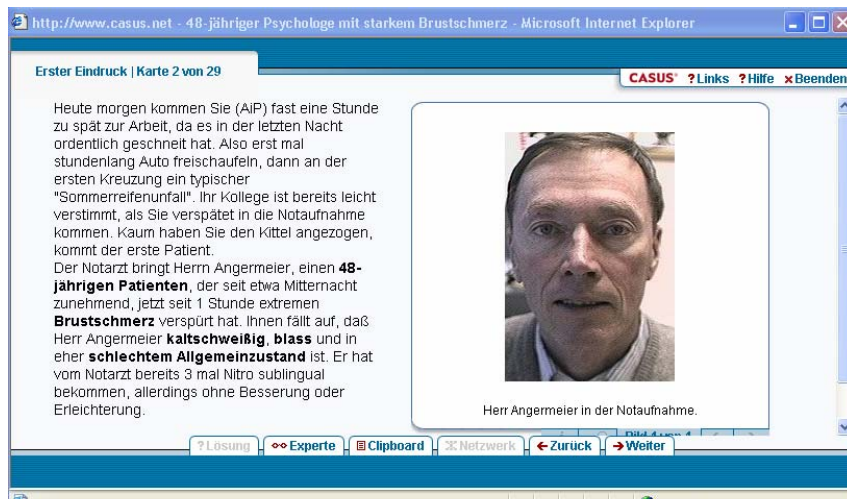 http://www.casus.net - 48-jähriger Psychologe mit starkem Brustschmerz - Microsoft Internet Explorer
Erster Eindruck | Karte 2 von 29
CASUS ? Links ? Hilfe × Beenden
Heute morgen kommen Sie (AiP) fast eine Stunde
zu spät zur Arbeit, da es in der letzten Nacht
ordentlich geschneit hat. Also erst mal
stundenlang Auto freischaufeln, dann an der
ersten Kreuzung ein typischer
"Sommerreifenunfall". Ihr Kollege ist bereits leicht
verstimmt, als Sie verspätet in die Notaufnahme
kommen. Kaum haben Sie den Kittel angezogen,
kommt der erste Patient.
Der Notarzt bringt Herrn Angermeier, einen 48-
jährigen Patienten, der seit etwa Mitternacht
zunehmend, jetzt seit 1 Stunde extremen
Brustschmerz verspürt hat. Ihnen fällt auf, daß
Herr Angermeier kaltschweißig, blass und in
eher schlechtem Allgemeinzustand ist. Er hat
vom Notarzt bereits 3 mal Nitro sublingual
bekommen, allerdings ohne Besserung oder
Erleichterung.
Herr Angermeier in der Notaufnahme.
? Lösung Experte Clipboard Netzwerk Zurück Weiter